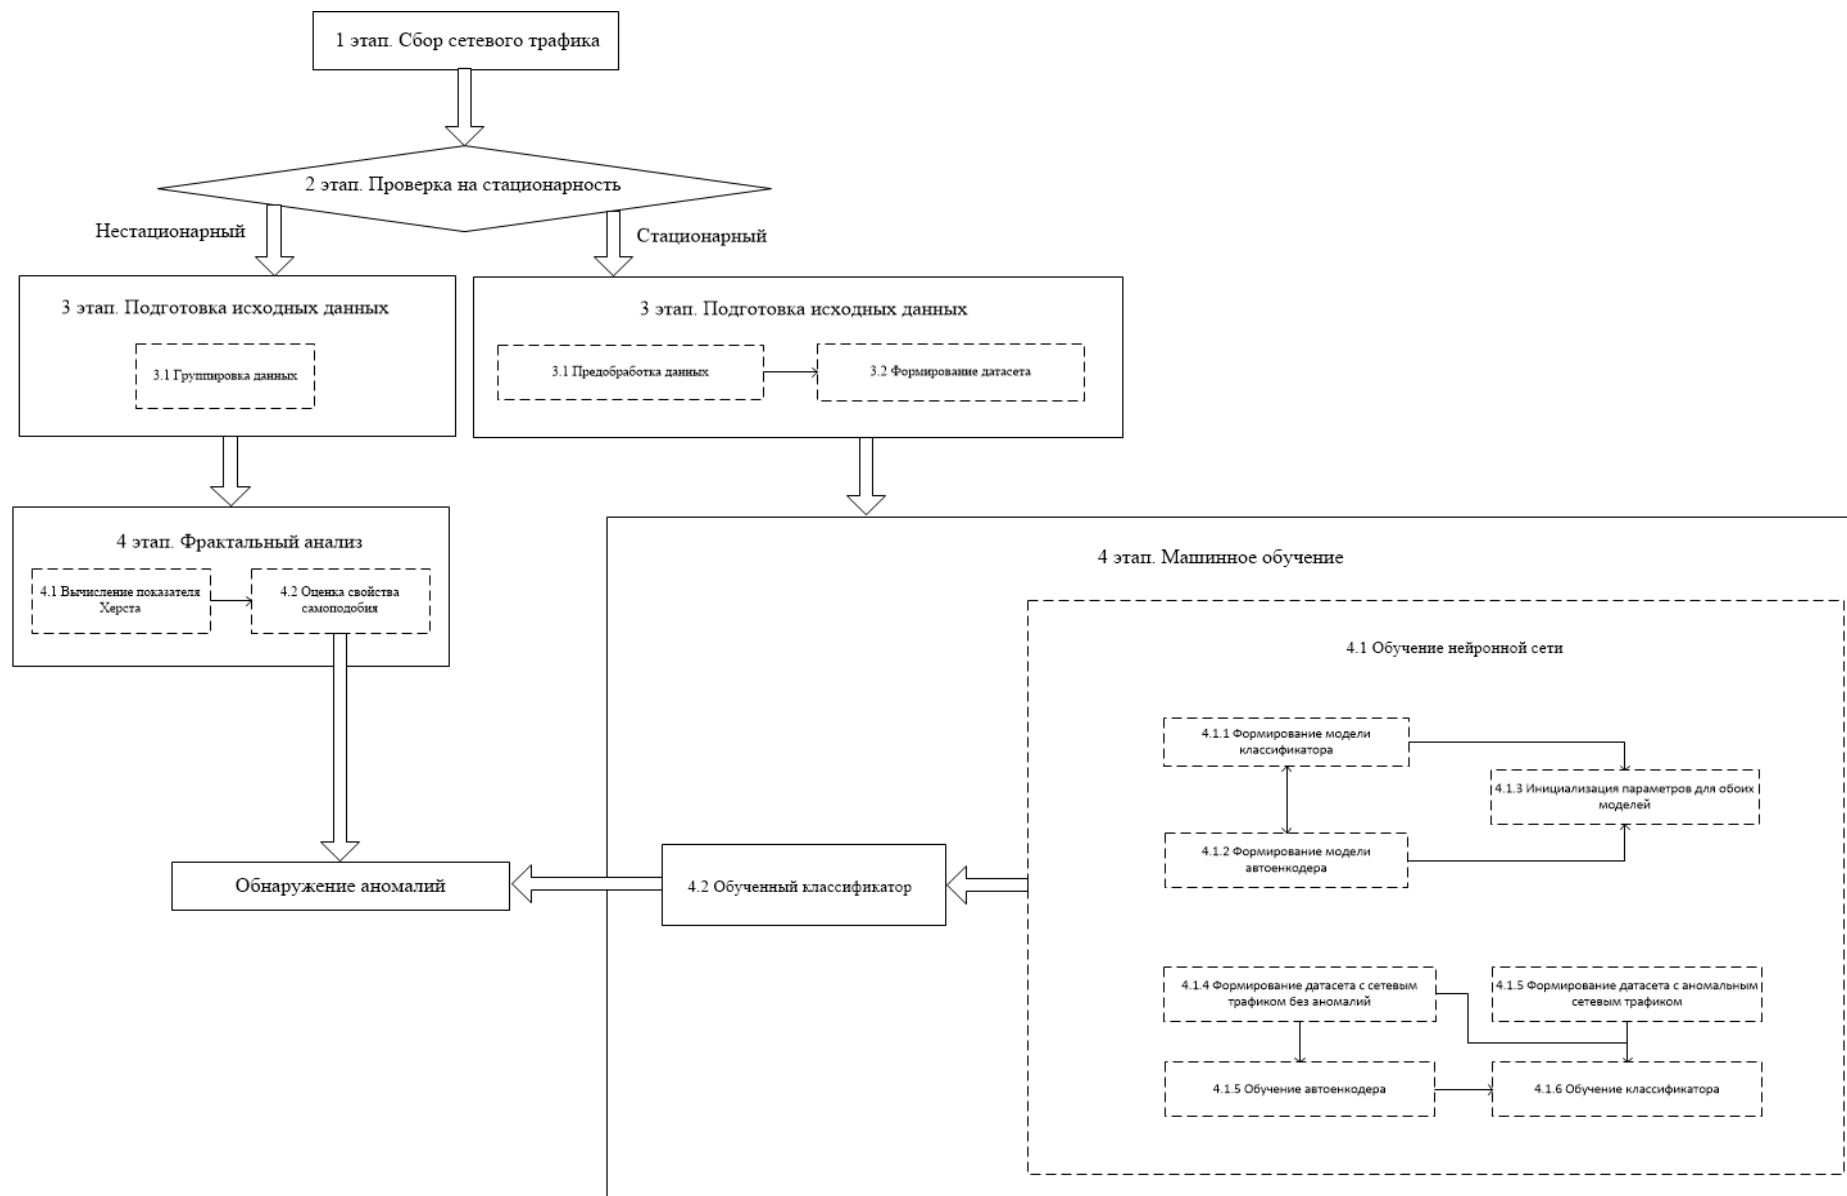 1 этап. Сбор сетевого трафика
2 этап. Проверка на стационарность
Нестационарный
Стационарный
3 этап. Подготовка исходных данных
3.1 Группировка данных
3 этап. Подготовка исходных данных
3.1 Предобработка данных
3.2 Формирование датасета
4 этап. Фрактальный анализ
4.1 Вычисление показателя
Херста
4.2 Оценка свойства
самоподобия
4 этап. Машинное обучение
4.1 Обучение нейронной сети
4.1.1 Формирование модели
классификатора
4.1.2 Формирование модели
автоенкодера
4.1.3 Инициализация параметров для обоих
моделей
Обнаружение аномалий
4.2 Обученный классификатор
4.1.4 Формирование датасета с сетевым
трафиком без аномалий
4.1.5 Формирование датасета с аномальным
сетевым трафиком
4.1.5 Обучение автоенкодера
4.1.6 Обучение классификатора